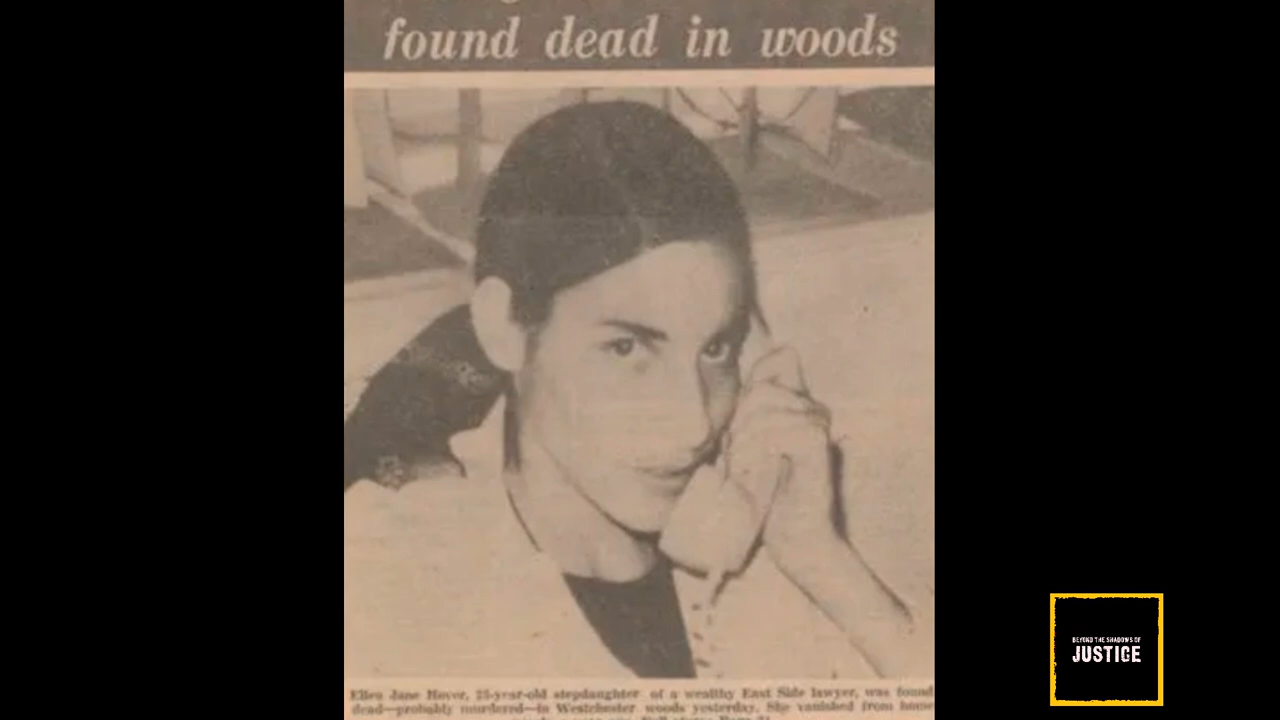 found dead in woods
Ellen Jane Hover, 23-year-old stepdaughter of a wealthy East Side lawyer, was found
dead—probably murdered—in Westchester woods yesterday. She vanished from home
BEYOND THE SHADOWS OF
JUSTICE